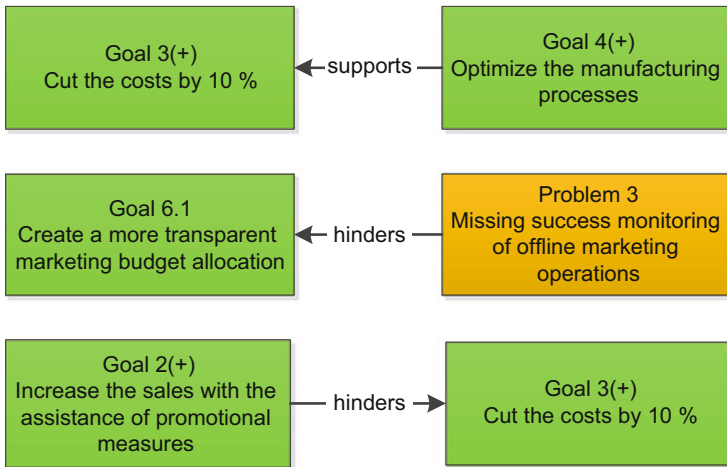 Goal 3(+)
Cut the costs by 10 %
supports
Goal 4(+)
Optimize the manufacturing
processes
Goal 6.1
Create a more transparent
marketing budget allocation
hinders
Problem 3
Missing success monitoring
of offline marketing
operations
Goal 2(+)
Increase the sales with the
assistance of promotional
measures
hinders
Goal 3(+)
Cut the costs by 10 %